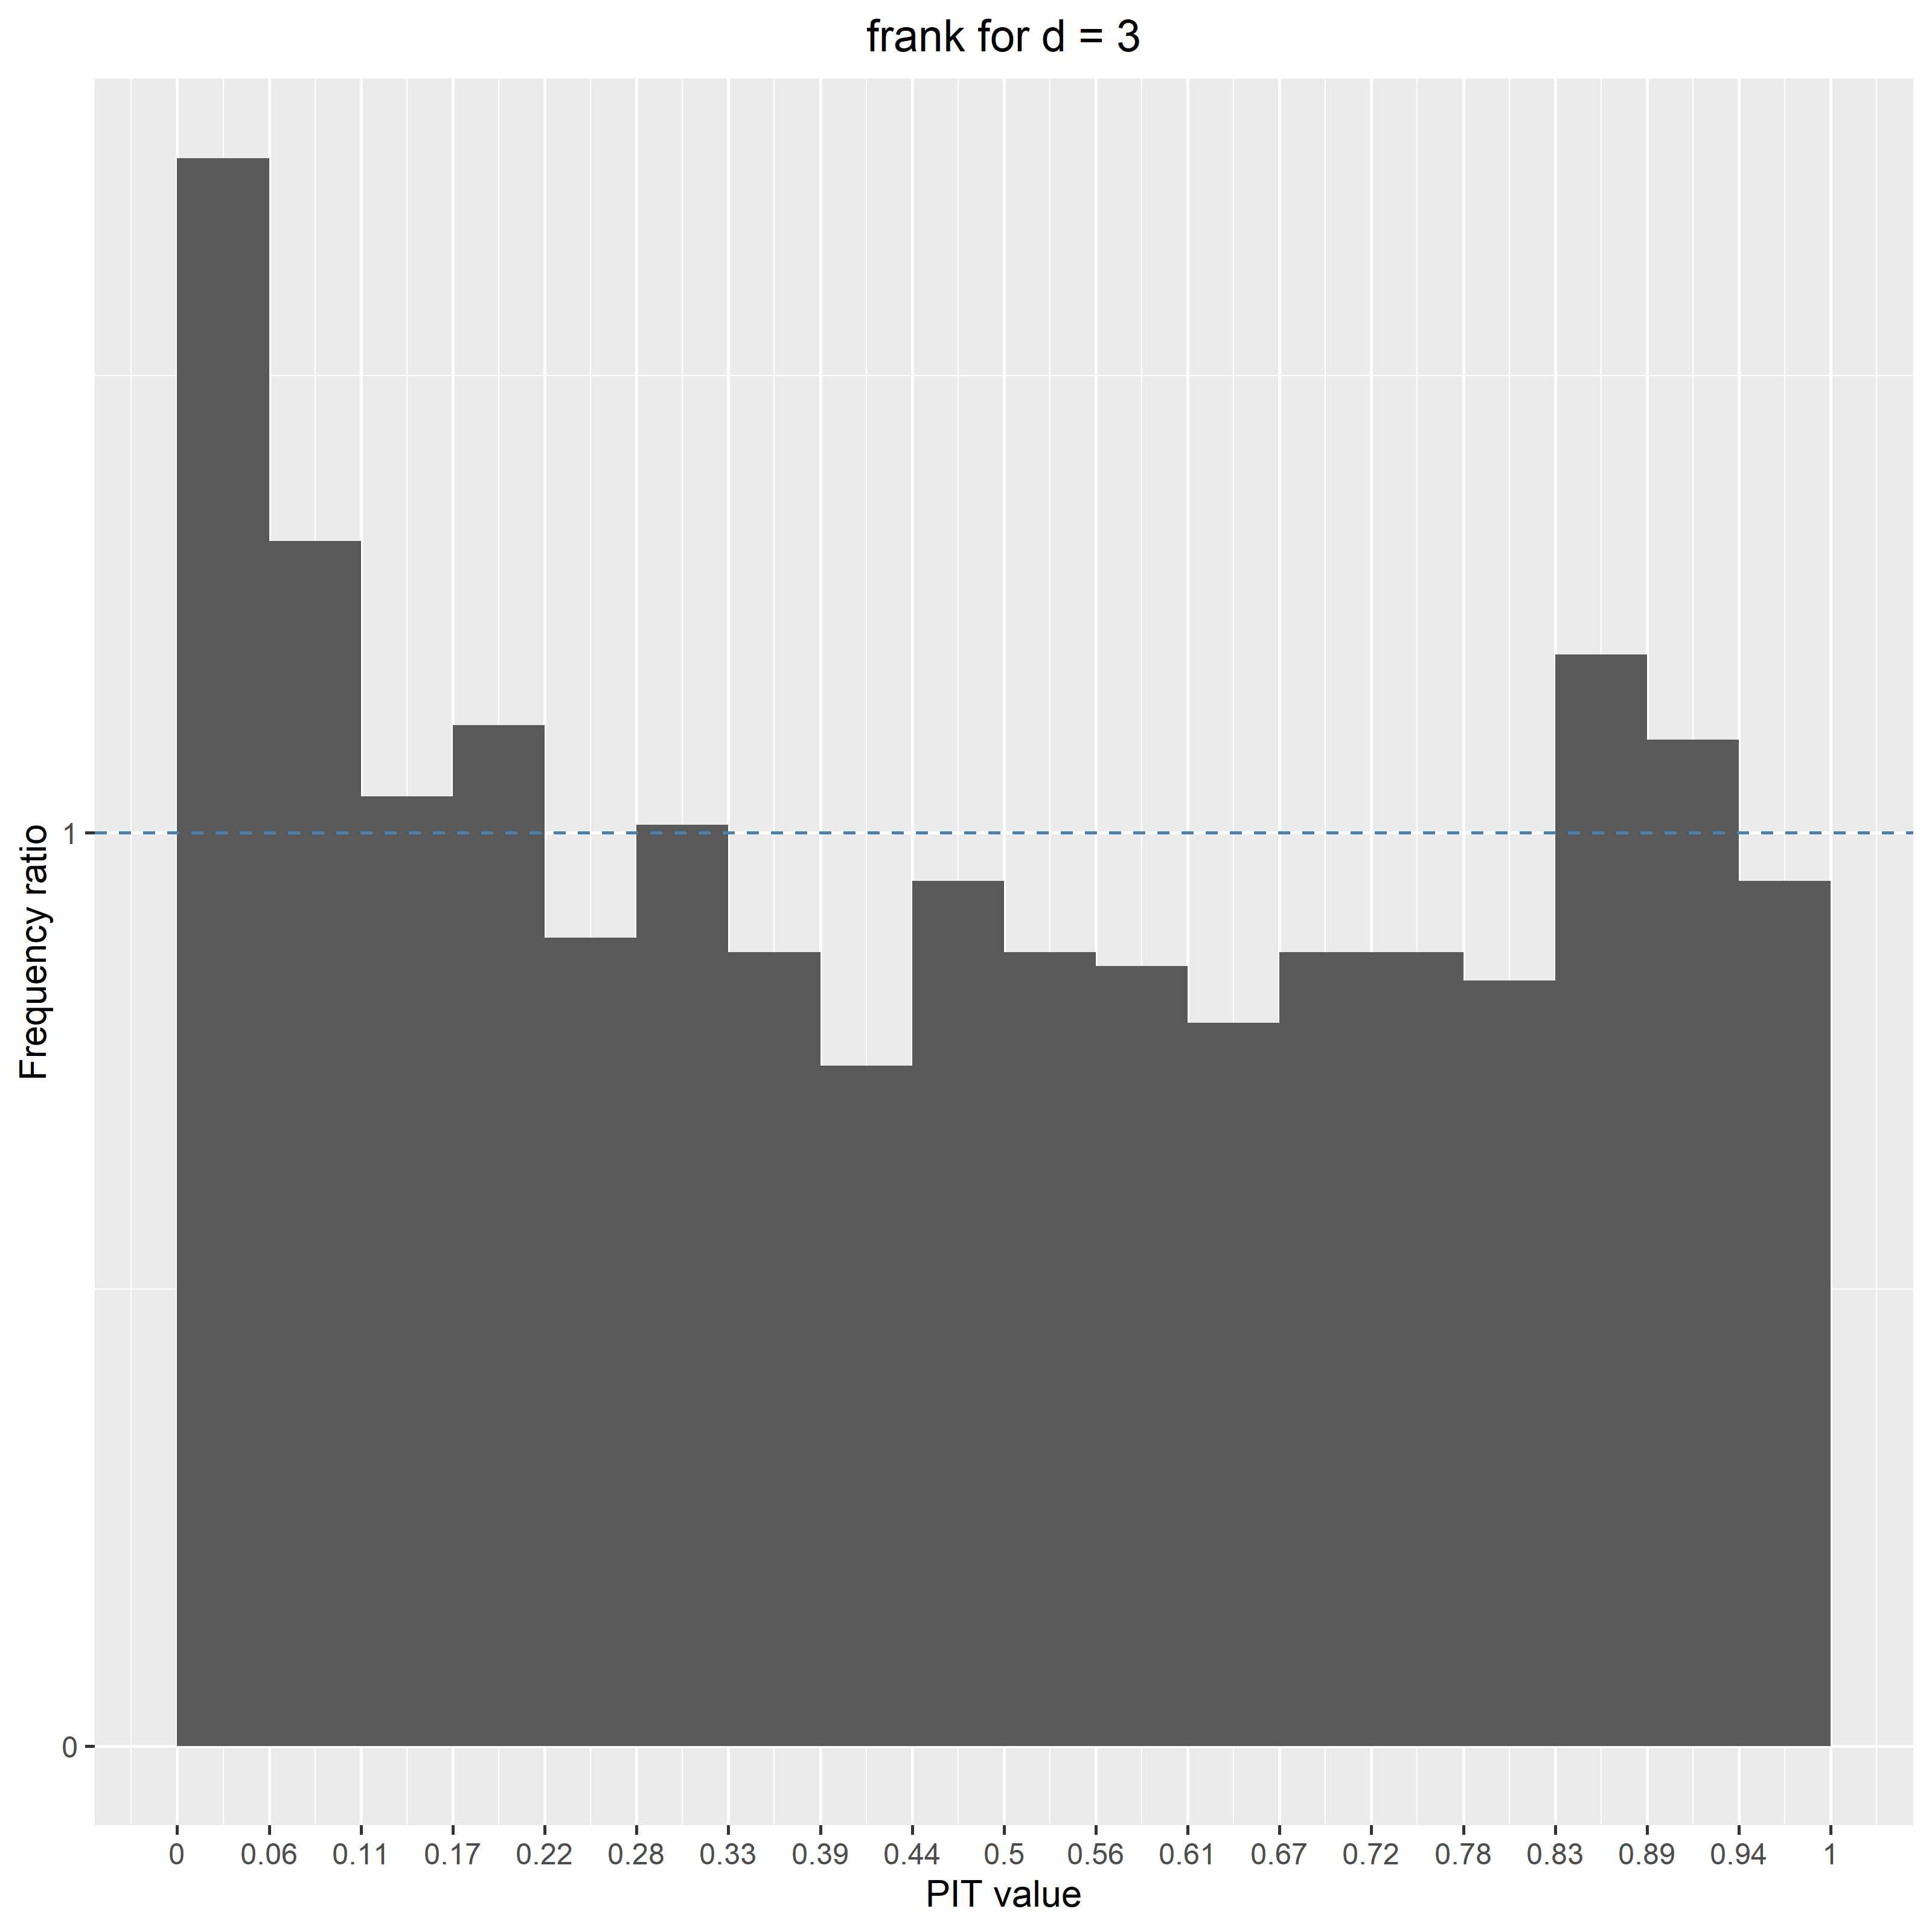 frank for d = 3
Frequency ratio
1
0
0 0.06 0.11 0.17 0.22 0.28 0.33 0.39 0.44 0.5 0.56 0.61 0.67 0.72 0.78 0.83 0.89 0.94 1
PIT value